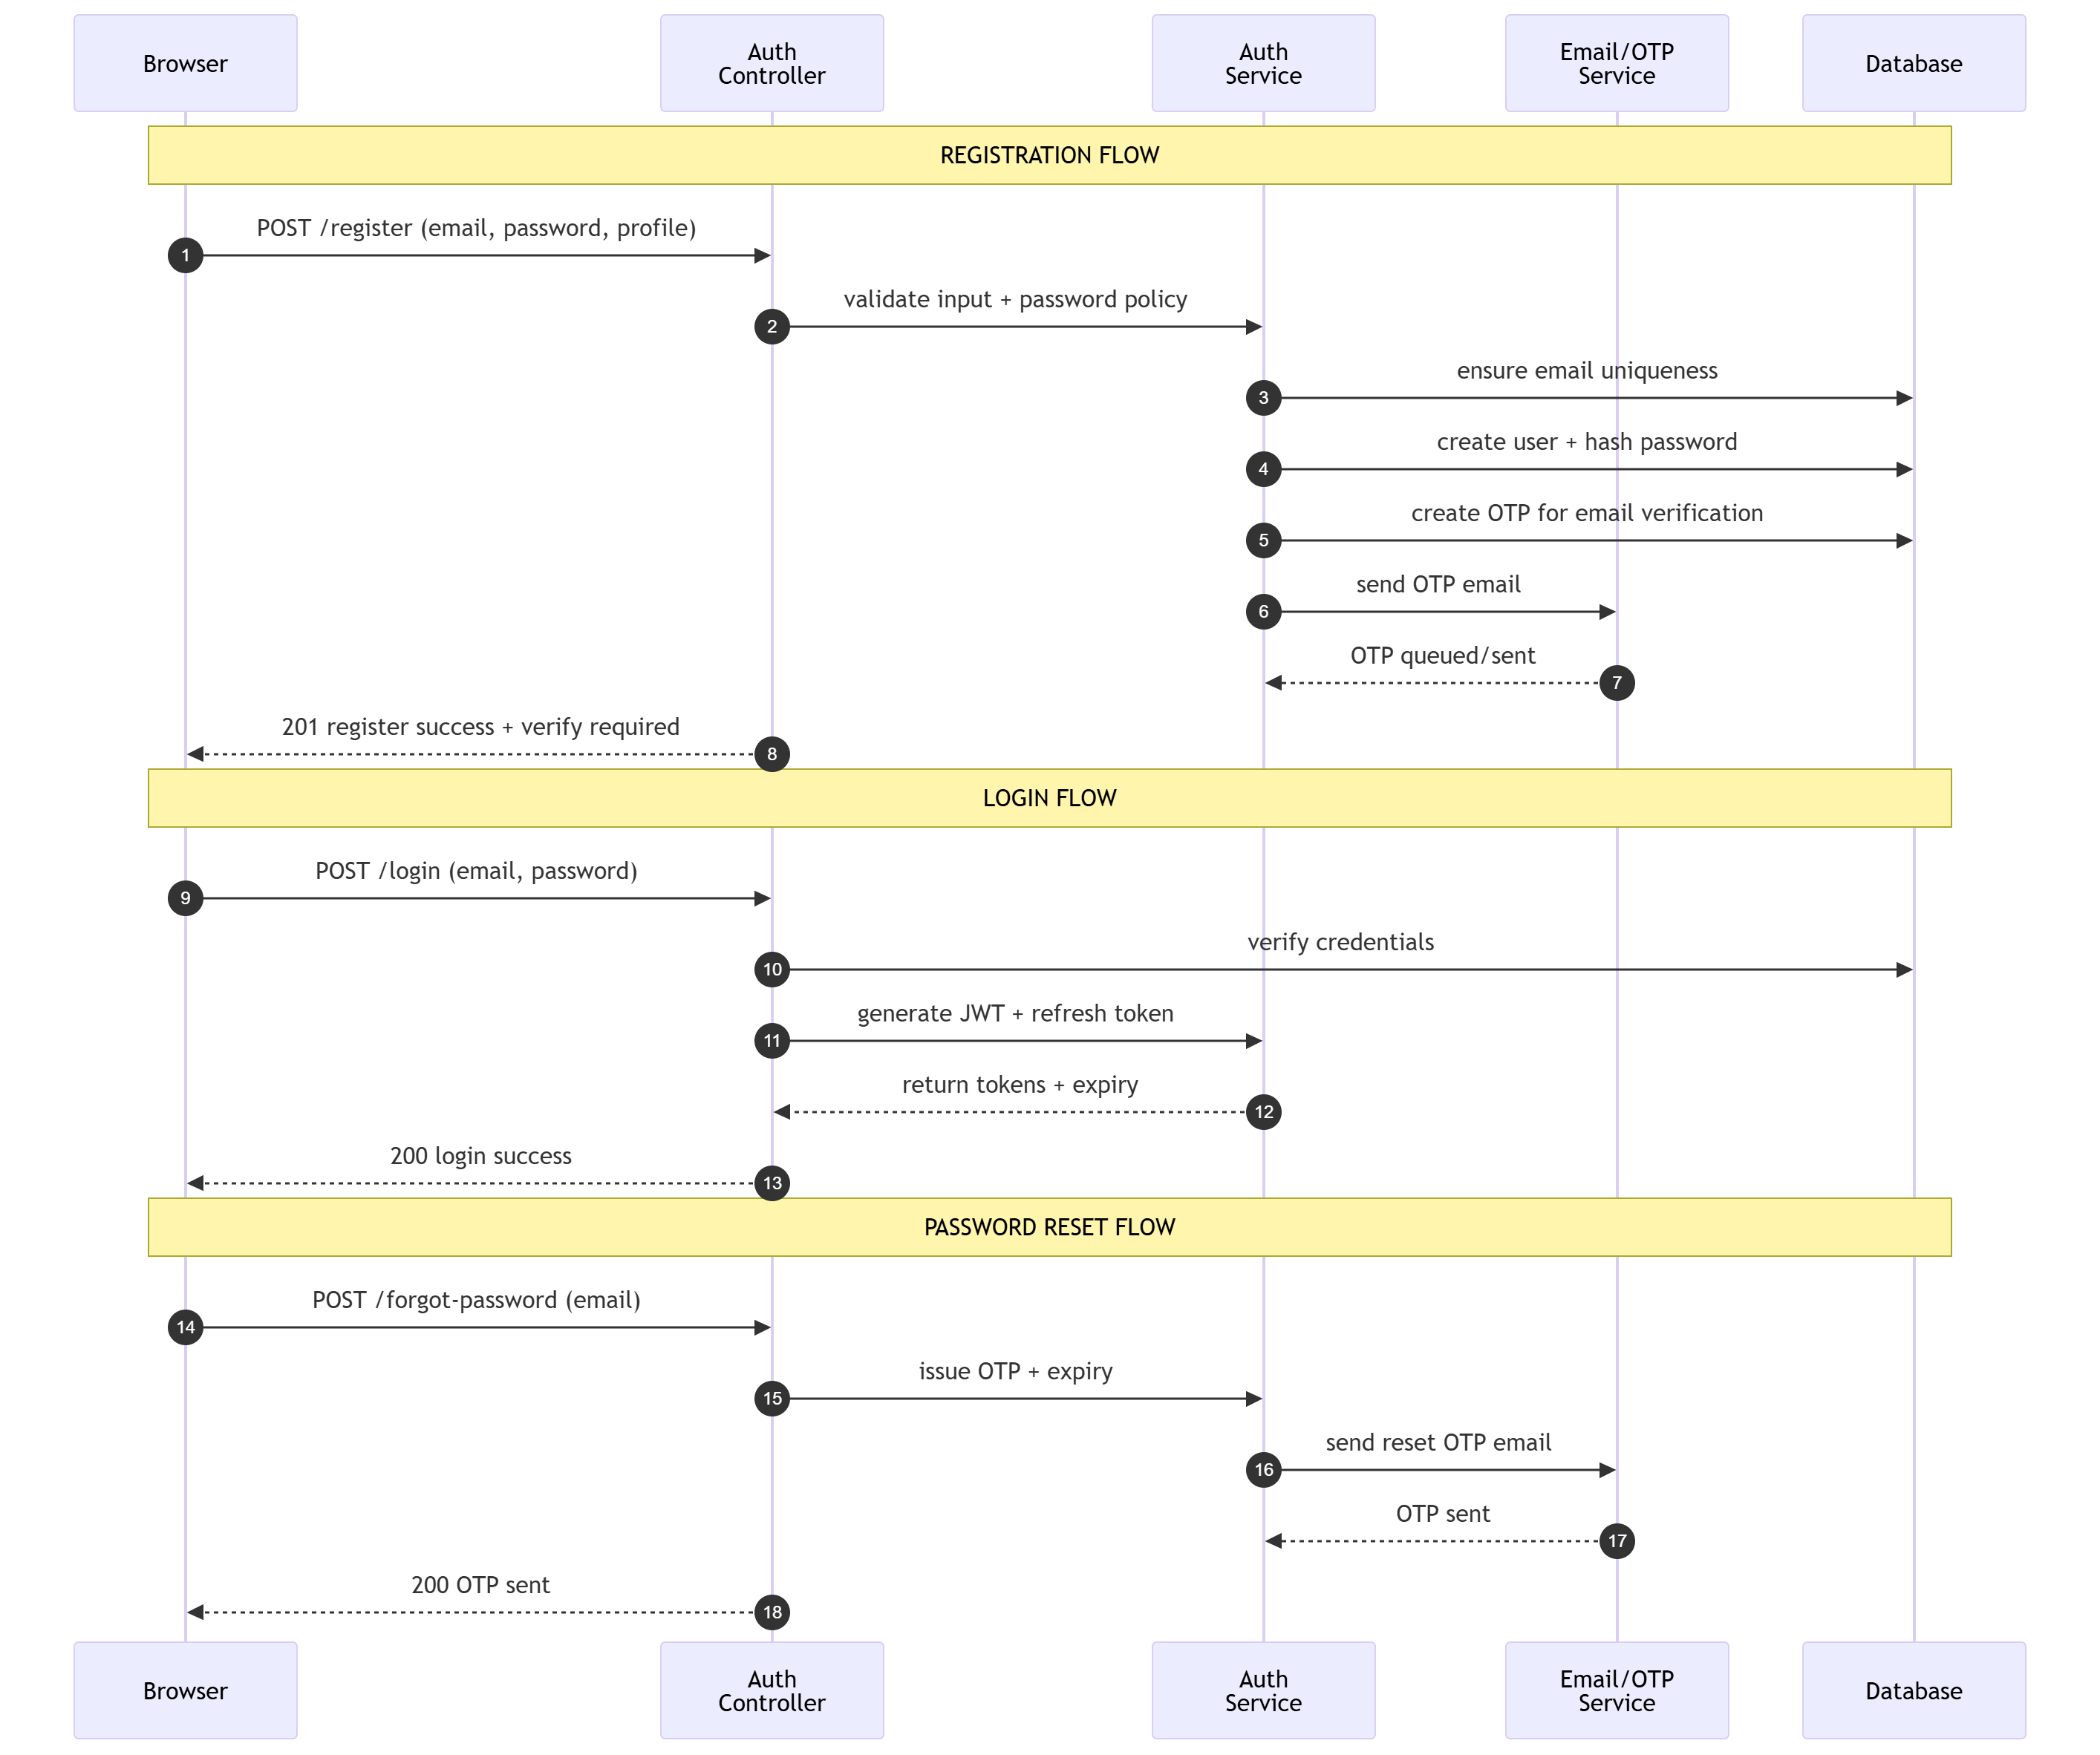 Browser
Auth
Controller
Auth
Service
Email/OTP
Service
Database
REGISTRATION FLOW
POST /register (email, password, profile)
1
validate input + password policy
2
ensure email uniqueness
3
create user + hash password
4
create OTP for email verification
5
send OTP email
6
OTP queued/sent
7
201 register success + verify required
8
LOGIN FLOW
POST /login (email, password)
9
verify credentials
10
generate JWT + refresh token
11
return tokens + expiry
12
200 login success
13
PASSWORD RESET FLOW
POST /forgot-password (email)
14
issue OTP + expiry
15
send reset OTP email
16
OTP sent
17
200 OTP sent
18
Browser
Auth
Controller
Auth
Service
Email/OTP
Service
Database